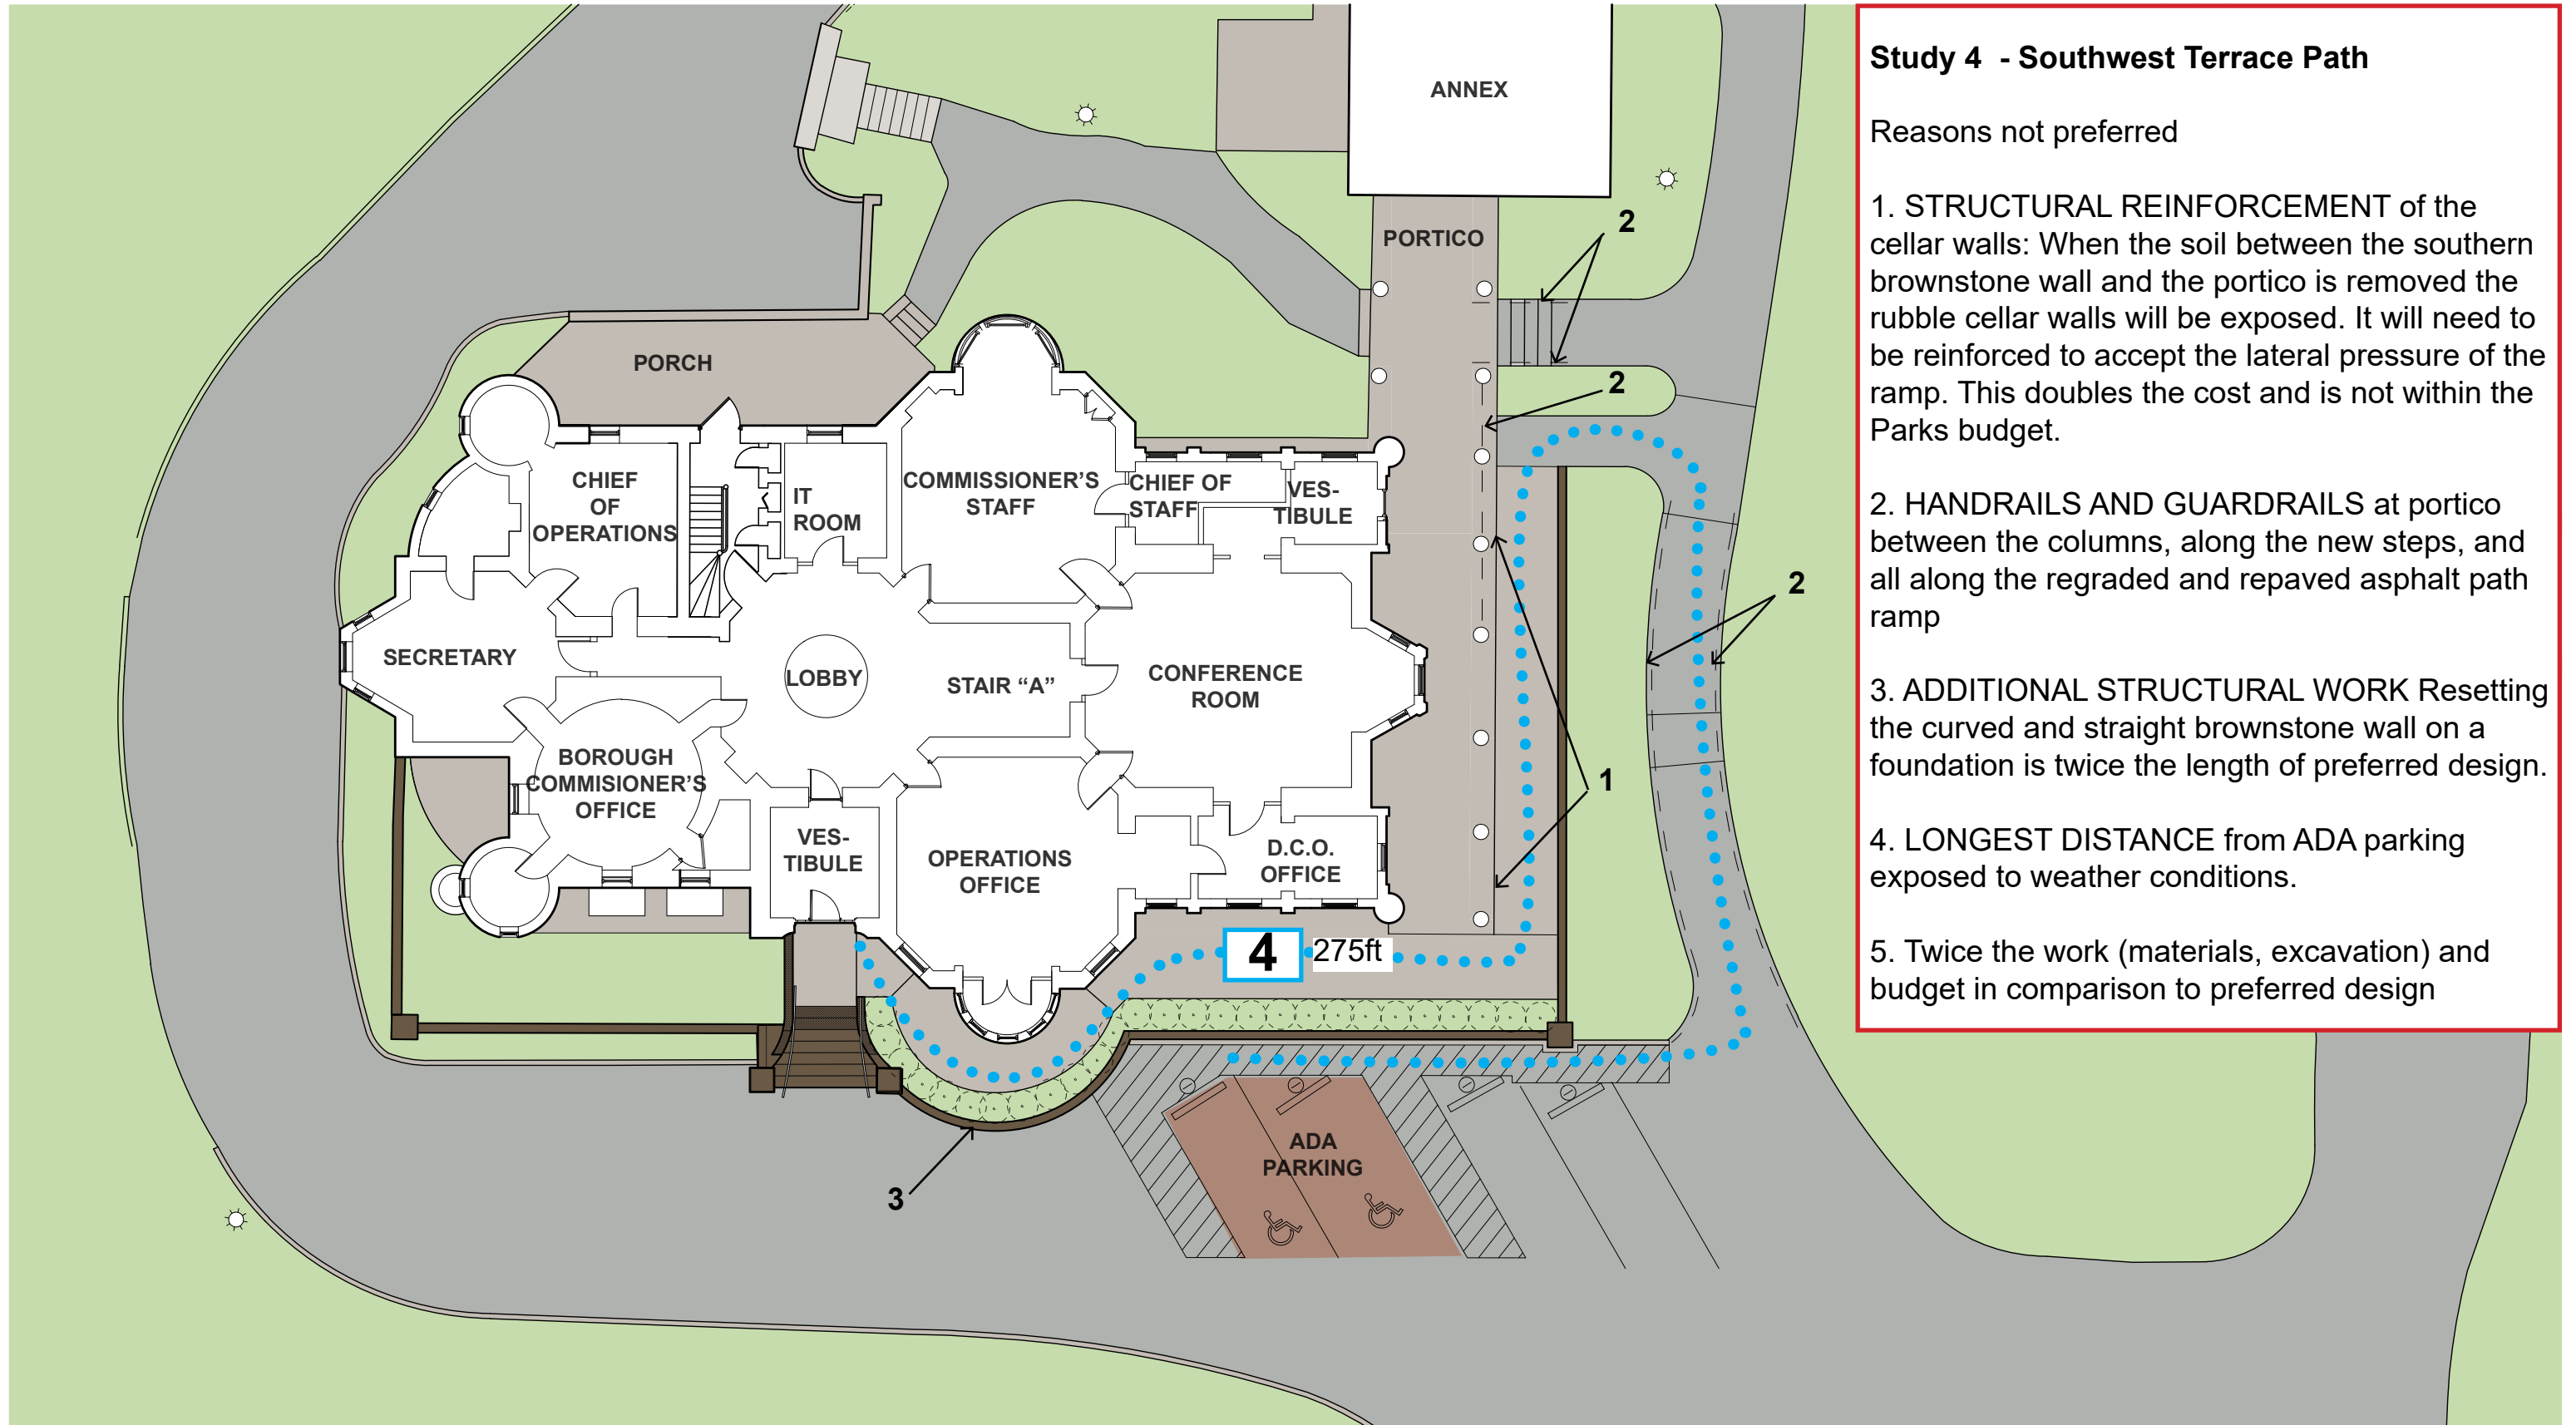 ANNEX
PORTICO
2
2
PORCH
CHIEF
OF
OPERATIONS
IT
ROOM
COMMISSIONER'S
STAFF
CHIEF OF
STAFF
VES-
TIBULE
2
SECRETARY
LOBBY
STAIR “A”
CONFERENCE
ROOM
BOROUGH
COMMISIONER'S
OFFICE
1
VES-
TIBULE
OPERATIONS
OFFICE
D.C.O.
OFFICE
4
275ft
ADA
PARKING
3
Study 4 - Southwest Terrace Path
Reasons not preferred
1. STRUCTURAL REINFORCEMENT of the
cellar walls: When the soil between the southern
brownstone wall and the portico is removed the
rubble cellar walls will be exposed. It will need to
be reinforced to accept the lateral pressure of the
ramp. This doubles the cost and is not within the
Parks budget.
2. HANDRAILS AND GUARDRAILS at portico
between the columns, along the new steps, and
all along the regraded and repaved asphalt path
ramp
3. ADDITIONAL STRUCTURAL WORK Resetting
the curved and straight brownstone wall on a
foundation is twice the length of preferred design.
4. LONGEST DISTANCE from ADA parking
exposed to weather conditions.
5. Twice the work (materials, excavation) and
budget in comparison to preferred design